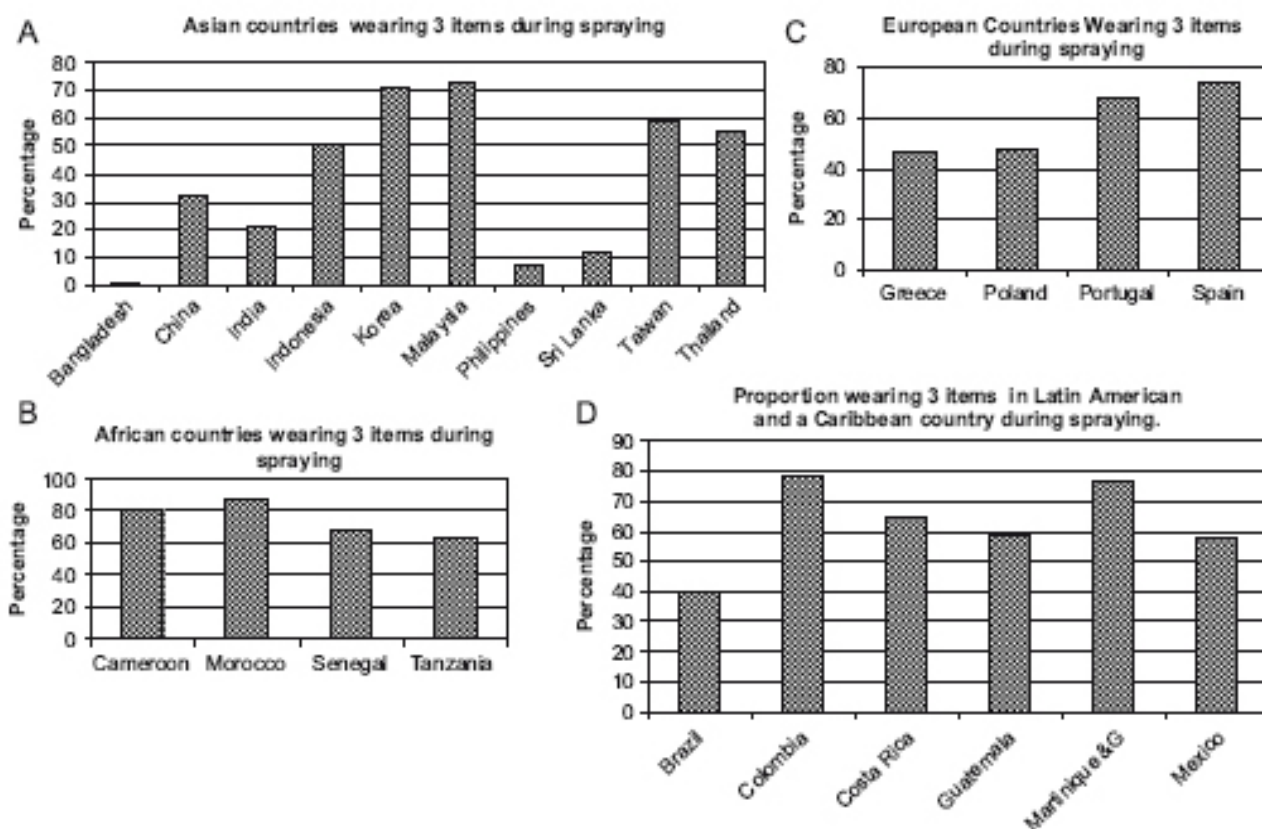 A
Asian countries wearing 3 items during spraying
Percentage
80
70
60
50
40
30
20
10
0
Bangladesh
China
India
Indonesia
Korea
Malaysia
Philippines
Sri Lanka
Taiwan
Thailand
C
European Countries Wearing 3 items
during spraying
Percentage
80
60
40
20
0
Greece Poland Portugal Spain
B
African countries wearing 3 items during
spraying
Percentage
100
80
60
40
20
0
Cameroon Morocco Senegal Tanzania
D
Proportion wearing 3 items in Latin American
and a Caribbean country during spraying.
Percentage
90
80
70
60
50
40
30
20
10
0
Brazil
Colombia
Costa Rica
Guatemala
Martinique &G
Mexico